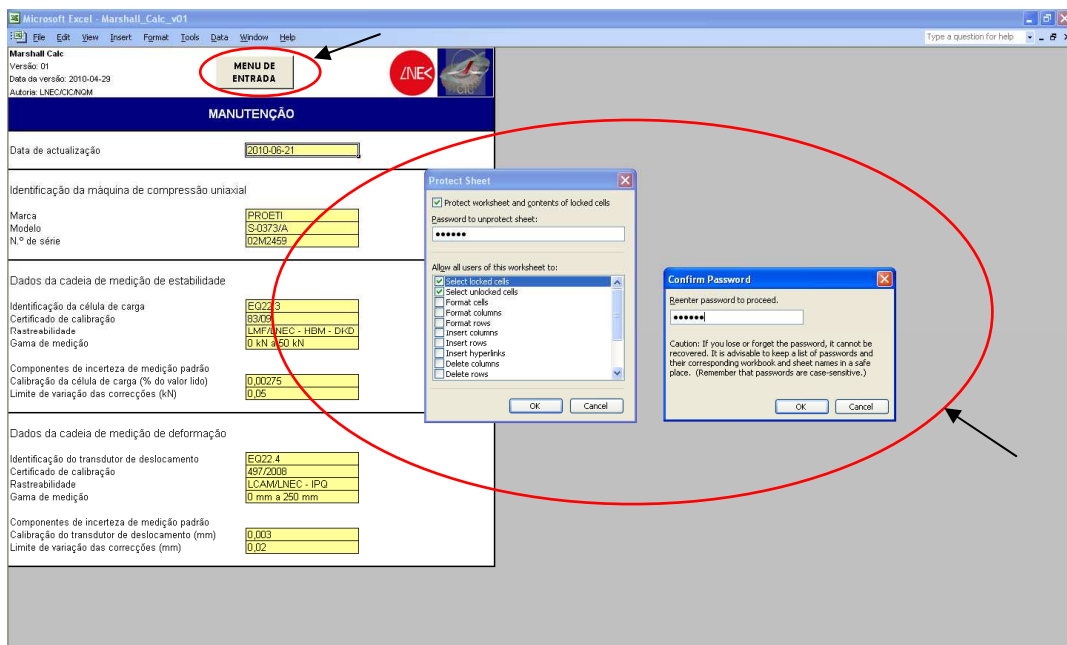 Microsoft Excel - Marshall_Calc_v01
File Edit View Insert Format Tools Data Window Help
Type a question for help
Marshall Calc
Versão: 01
Data da versão: 2010-04-29
Autoria: LNEC/CIC/NQM
MENU DE
ENTRADA
LNEC
CIC
MANUTENÇÃO
Data de actualização 2010-06-21
Identificação da máquina de compressão uniaxial
Marca PROETI
Modelo S-0373/A
N.º de série 02M2459
Dados da cadeia de medição de estabilidade
Identificação da célula de carga EQ22.3
Certificado de calibração 83/09
Rastreabilidade LMF/LNEC - HBM - DKD
Gama de medição 0 kN a 50 kN
Componentes de incerteza de medição padrão
Calibração da célula de carga (% do valor lido) 0,00275
Limite de variação das correcções (kN) 0,05
Dados da cadeia de medição de deformação
Identificação do transdutor de deslocamento EQ22.4
Certificado de calibração 497/2008
Rastreabilidade LCAM/LNEC - IPQ
Gama de medição 0 mm a 250 mm
Componentes de incerteza de medição padrão
Calibração do transdutor de deslocamento (mm) 0,003
Limite de variação das correcções (mm) 0,02
Protect Sheet
Protect worksheet and contents of locked cells
Password to unprotect sheet:
●●●●●●
Allow all users of this worksheet to:
Select locked cells
Select unlocked cells
Format cells
Format columns
Format rows
Insert columns
Insert rows
Insert hyperlinks
Delete columns
Delete rows
OK Cancel
Confirm Password
Reenter password to proceed.
●●●●●●
Caution: If you lose or forget the password, it cannot be
recovered. It is advisable to keep a list of passwords and
their corresponding workbook and sheet names in a safe
place. (Remember that passwords are case-sensitive.)
OK Cancel